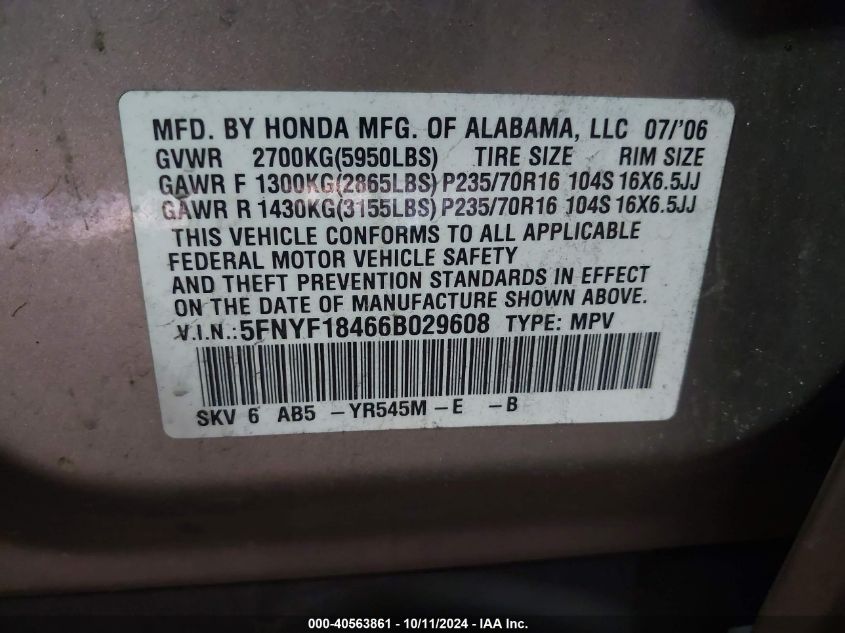 MFD. BY HONDA MFG. OF ALABAMA, LLC 07/'06
GVWR 2700KG(5950LBS) TIRE SIZE RIM SIZE
GAWR F 1300KG(2865LBS) P235/70R16 104S 16X6.5JJ
GAWR R 1430KG(3155LBS) P235/70R16 104S 16X6.5JJ
THIS VEHICLE CONFORMS TO ALL APPLICABLE
FEDERAL MOTOR VEHICLE SAFETY
AND THEFT PREVENTION STANDARDS IN EFFECT
ON THE DATE OF MANUFACTURE SHOWN ABOVE.
V.I.N.: 5FNYF18466B029608 TYPE: MPV
SKV 6 AB5 -YR545M -E -B
000-40563861 - 10/11/2024 - IAA Inc.